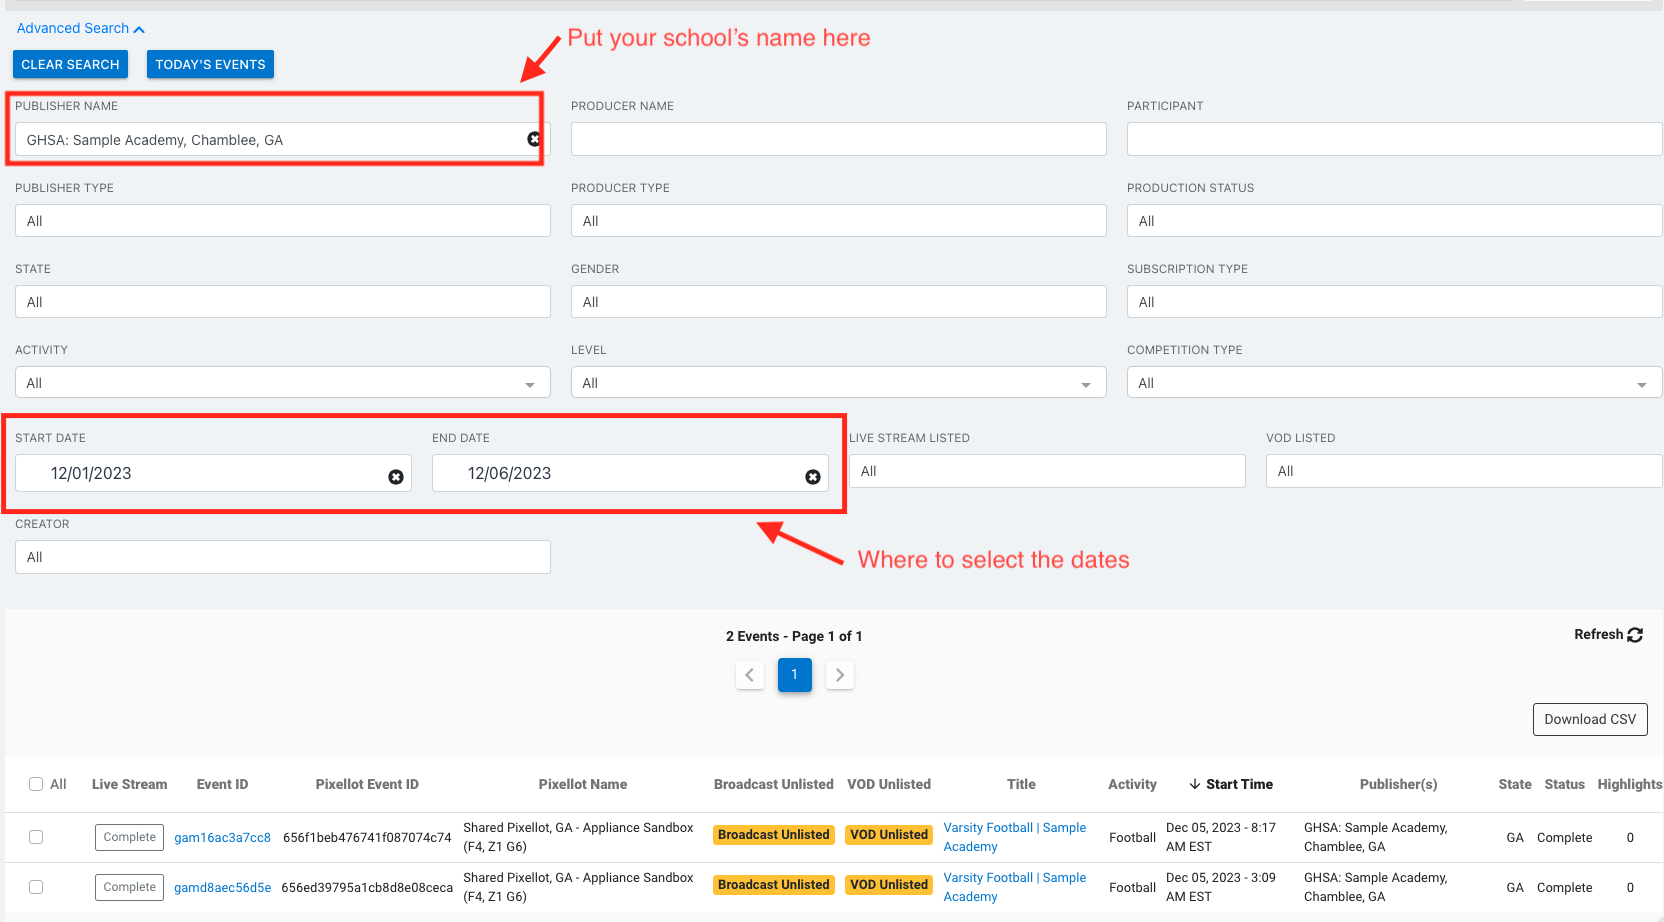 Advanced Search
Put your school's name here
CLEAR SEARCH TODAY'S EVENTS
PUBLISHER NAME PRODUCER NAME PARTICIPANT
GHSA: Sample Academy, Chamblee, GA
PUBLISHER TYPE PRODUCER TYPE PRODUCTION STATUS
All All All
STATE GENDER SUBSCRIPTION TYPE
All All All
ACTIVITY LEVEL COMPETITION TYPE
All All All
START DATE END DATE LIVE STREAM LISTED VOD LISTED
12/01/2023 12/06/2023 All All
CREATOR
All
Where to select the dates
2 Events - Page 1 of 1 Refresh
1
Download CSV
All Live Stream Event ID Pixellot Event ID Pixellot Name Broadcast Unlisted VOD Unlisted Title Activity Start Time Publisher(s) State Status Highlights
Complete gam16ac3a7cc8 656f1beb476741f087074c74 Shared Pixellot, GA - Appliance Sandbox Broadcast Unlisted VOD Unlisted Varsity Football | Sample Football Dec 05, 2023 - 8:17 GHSA: Sample Academy, GA Complete 0
(F4, Z1 G6) Academy AM EST Chamblee, GA
Complete gamd8aec56d5e 656ed39795a1cb8d8e08ceca Shared Pixellot, GA - Appliance Sandbox Broadcast Unlisted VOD Unlisted Varsity Football | Sample Football Dec 05, 2023 - 3:09 GHSA: Sample Academy, GA Complete 0
(F4, Z1 G6) Academy AM EST Chamblee, GA